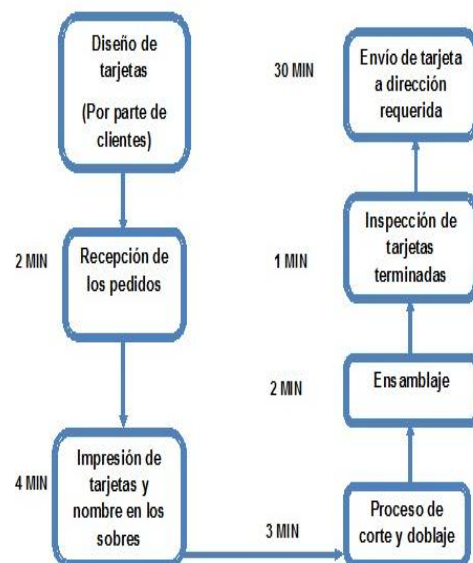 Diseño de
tarjetas
(Por parte de
clientes)
2 MIN
Recepción de
los pedidos
4 MIN
Impresión de
tarjetas y
nombre en los
sobres
3 MIN
Proceso de
corte y doblaje
2 MIN
Ensamblaje
1 MIN
Inspección de
tarjetas
terminadas
30 MIN
Envío de tarjeta
a dirección
requerida